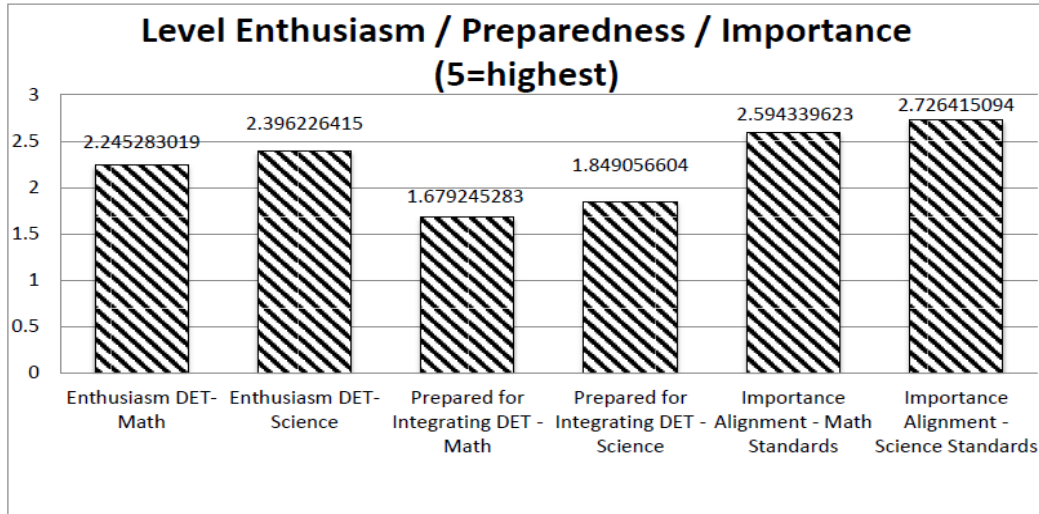 Level Enthusiasm / Preparedness / Importance
(5=highest)
3
2.5
2
1.5
1
0.5
0
2.245283019
2.396226415
1.679245283
1.849056604
2.594339623
2.726415094
Enthusiasm DET-
Math
Enthusiasm DET-
Science
Prepared for
Integrating DET -
Math
Prepared for
Integrating DET -
Science
Importance
Alignment - Math
Standards
Importance
Alignment -
Science Standards